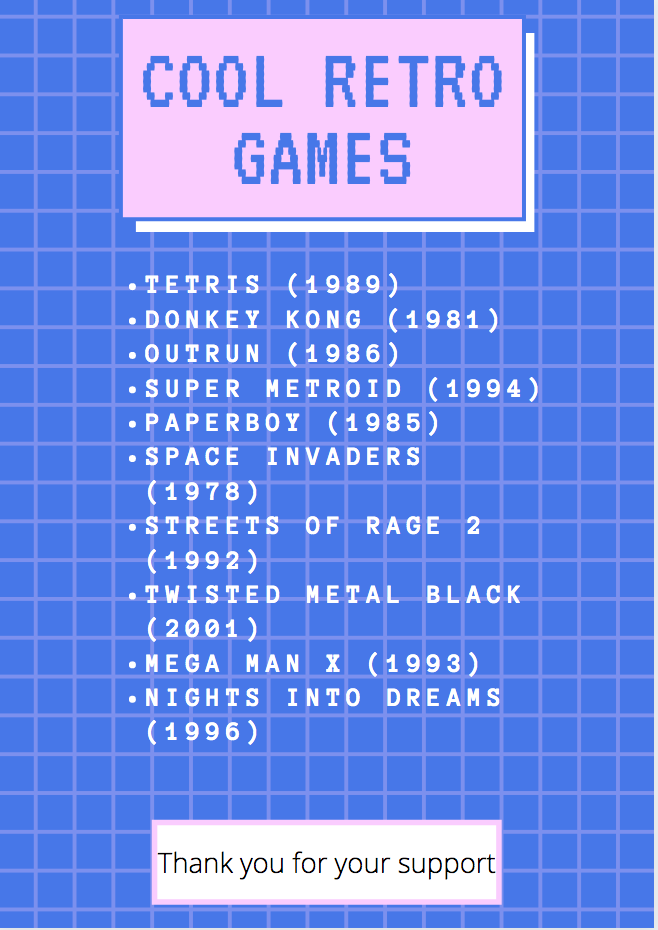 COOL RETRO
GAMES
• TETRIS (1989)
• DONKEY KONG (1981)
• OUTRUN (1986)
• SUPER METROID (1994)
• PAPERBOY (1985)
• SPACE INVADERS
(1978)
• STREETS OF RAGE 2
(1992)
• TWISTED METAL BLACK
(2001)
• MEGA MAN X (1993)
• NIGHTS INTO DREAMS
(1996)
Thank you for your support